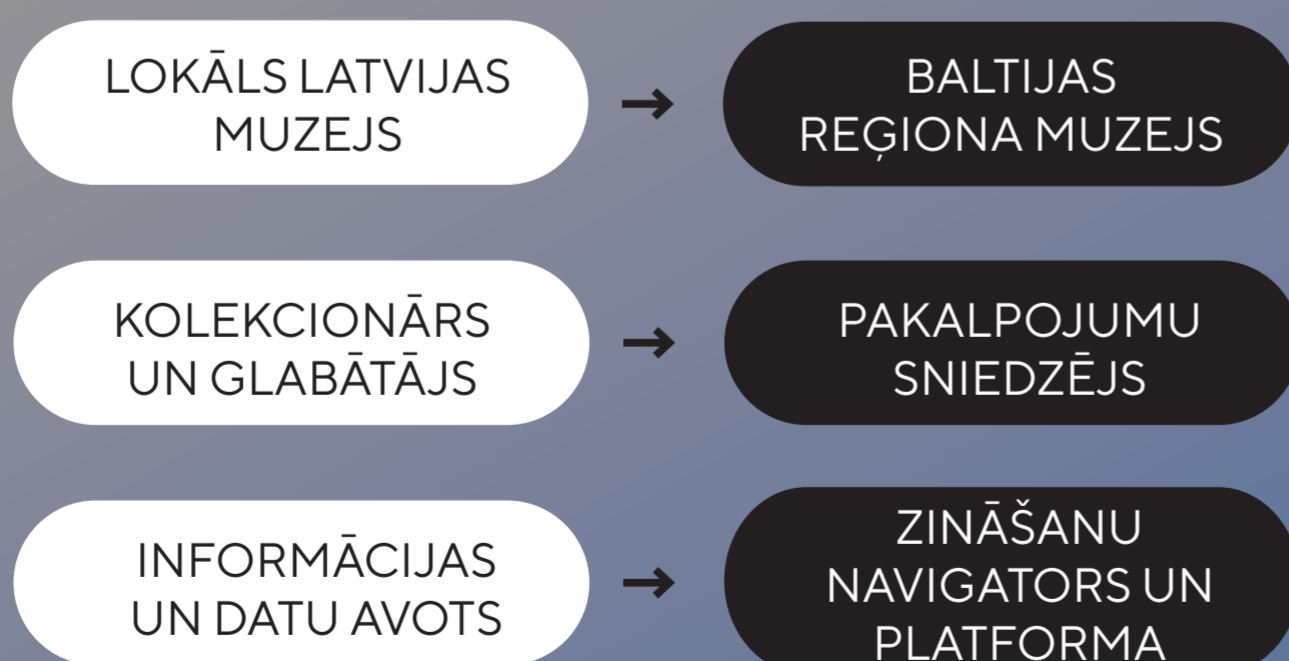 LOKĀLS LATVIJAS
MUZEJS
→
BALTIJAS
REĢIONA MUZEJS
KOLEKCIONĀRS
UN GLABĀTĀJS
→
PAKALPOJUMU
SNIEDZĒJS
INFORMĀCIJAS
UN DATU AVOTS
→
ZINĀŠANU
NAVIGATORS UN
PLATFORMA